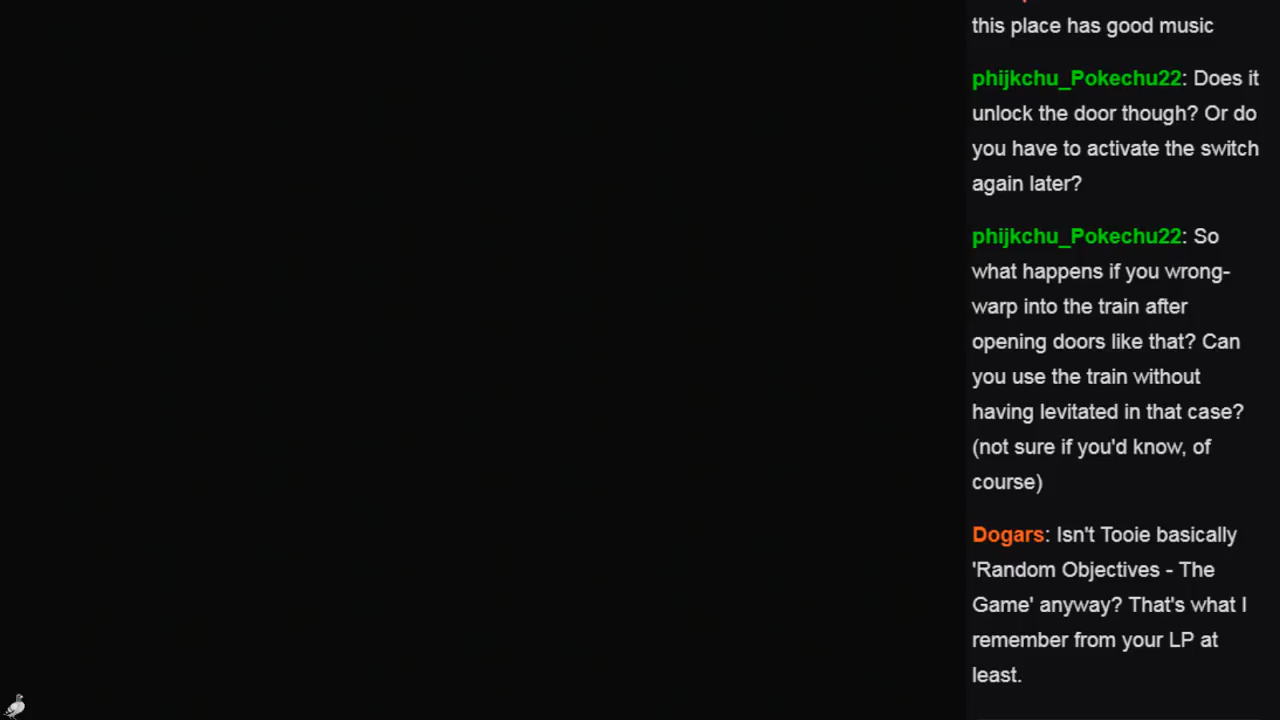 this place has good music
phijkchu_Pokechu22: Does it
unlock the door though? Or do
you have to activate the switch
again later?
phijkchu_Pokechu22: So
what happens if you wrong-
warp into the train after
opening doors like that? Can
you use the train without
having levitated in that case?
(not sure if you'd know, of
course)
Dogars: Isn't Tooie basically
'Random Objectives - The
Game' anyway? That's what I
remember from your LP at
least.